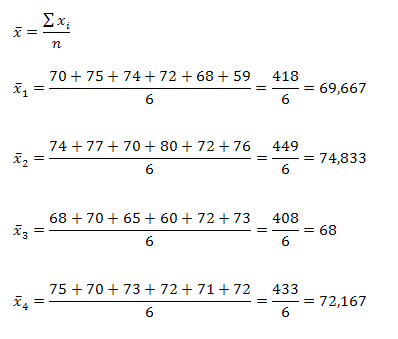 x̄ = ∑ xᵢ / n
x̄₁ = 70 + 75 + 74 + 72 + 68 + 59 / 6 = 418 / 6 = 69,667
x̄₂ = 74 + 77 + 70 + 80 + 72 + 76 / 6 = 449 / 6 = 74,833
x̄₃ = 68 + 70 + 65 + 60 + 72 + 73 / 6 = 408 / 6 = 68
x̄₄ = 75 + 70 + 73 + 72 + 71 + 72 / 6 = 433 / 6 = 72,167